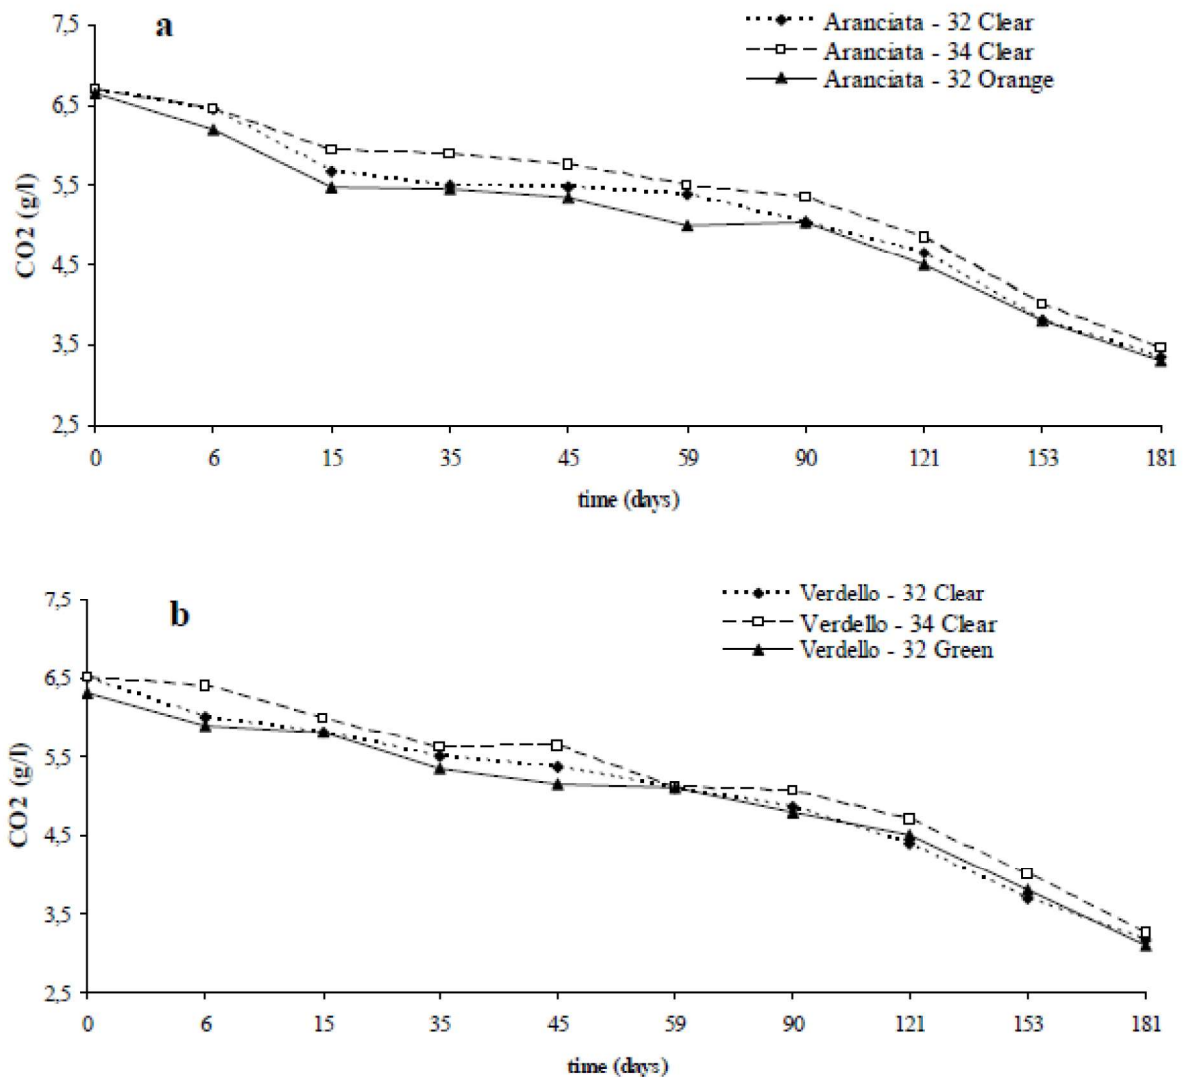 7,5
a
Aranciata - 32 Clear
Aranciata - 34 Clear
Aranciata - 32 Orange
6,5
5,5
4,5
3,5
2,5
CO2 (g/l)
0 6 15 35 45 59 90 121 153 181
time (days)
7,5
b
Verdello - 32 Clear
Verdello - 34 Clear
Verdello - 32 Green
6,5
5,5
4,5
3,5
2,5
CO2 (g/l)
0 6 15 35 45 59 90 121 153 181
time (days)